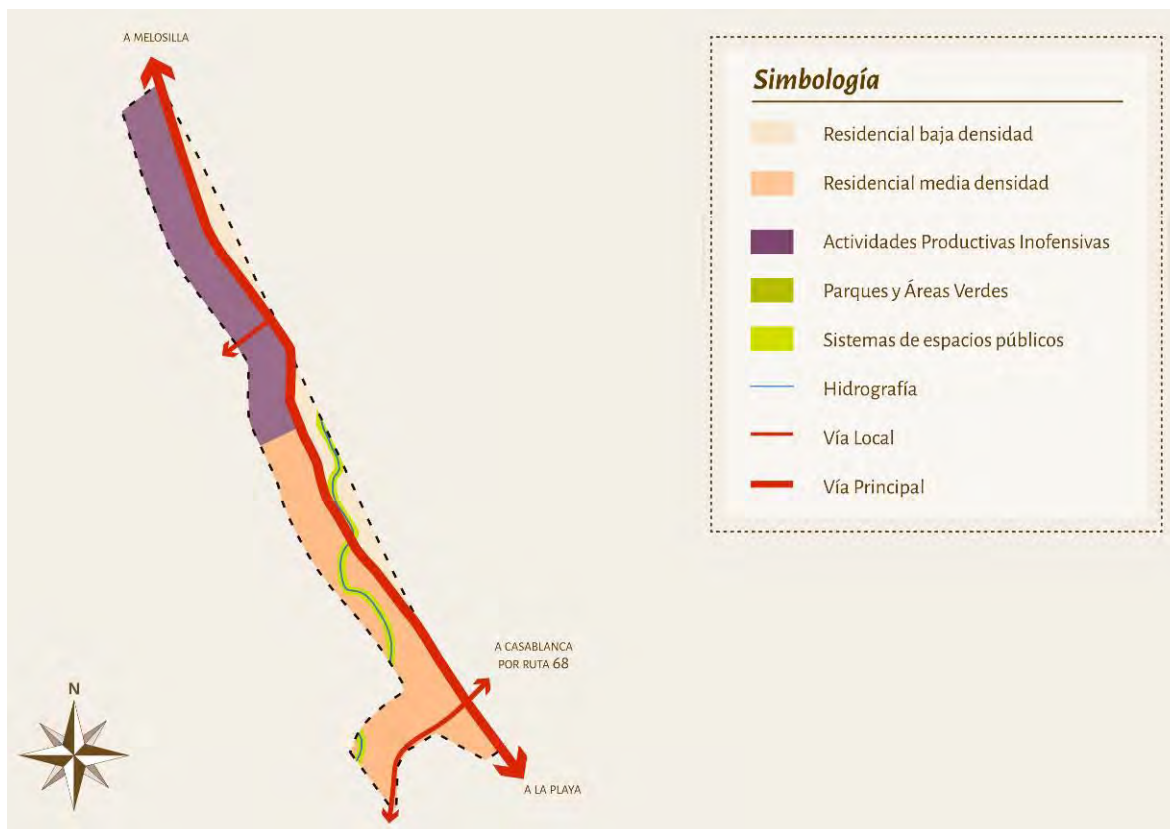 A MELOSILLA
Simbología
Residencial baja densidad
Residencial media densidad
Actividades Productivas Inofensivas
Parques y Áreas Verdes
Sistemas de espacios públicos
Hidrografía
Vía Local
Vía Principal
A CASABLANCA
POR RUTA 68
N
A LA PLAYA